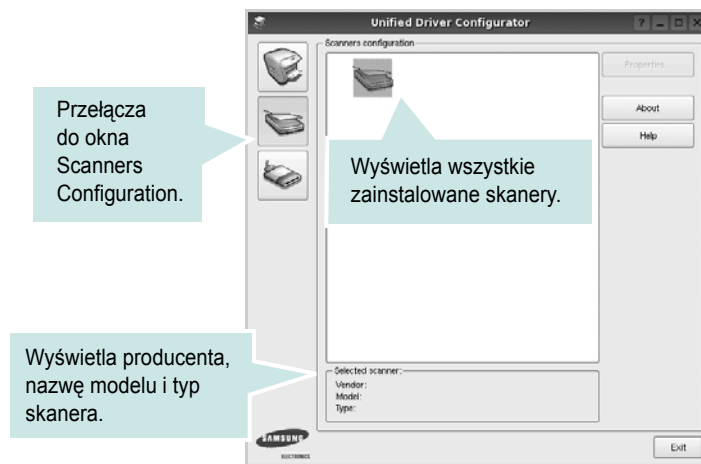 Unified Driver Configurator
Scanners configuration
Properties...
About
Help
Przełącza
do okna
Scanners
Configuration.
Wyświetla wszystkie
zainstalowane skanery.
Wyświetla producenta,
nazwę modelu i typ
skanera.
Selected scanner:
Vendor:
Model:
Type:
SAMSUNG
ELECTRONICS
Exit